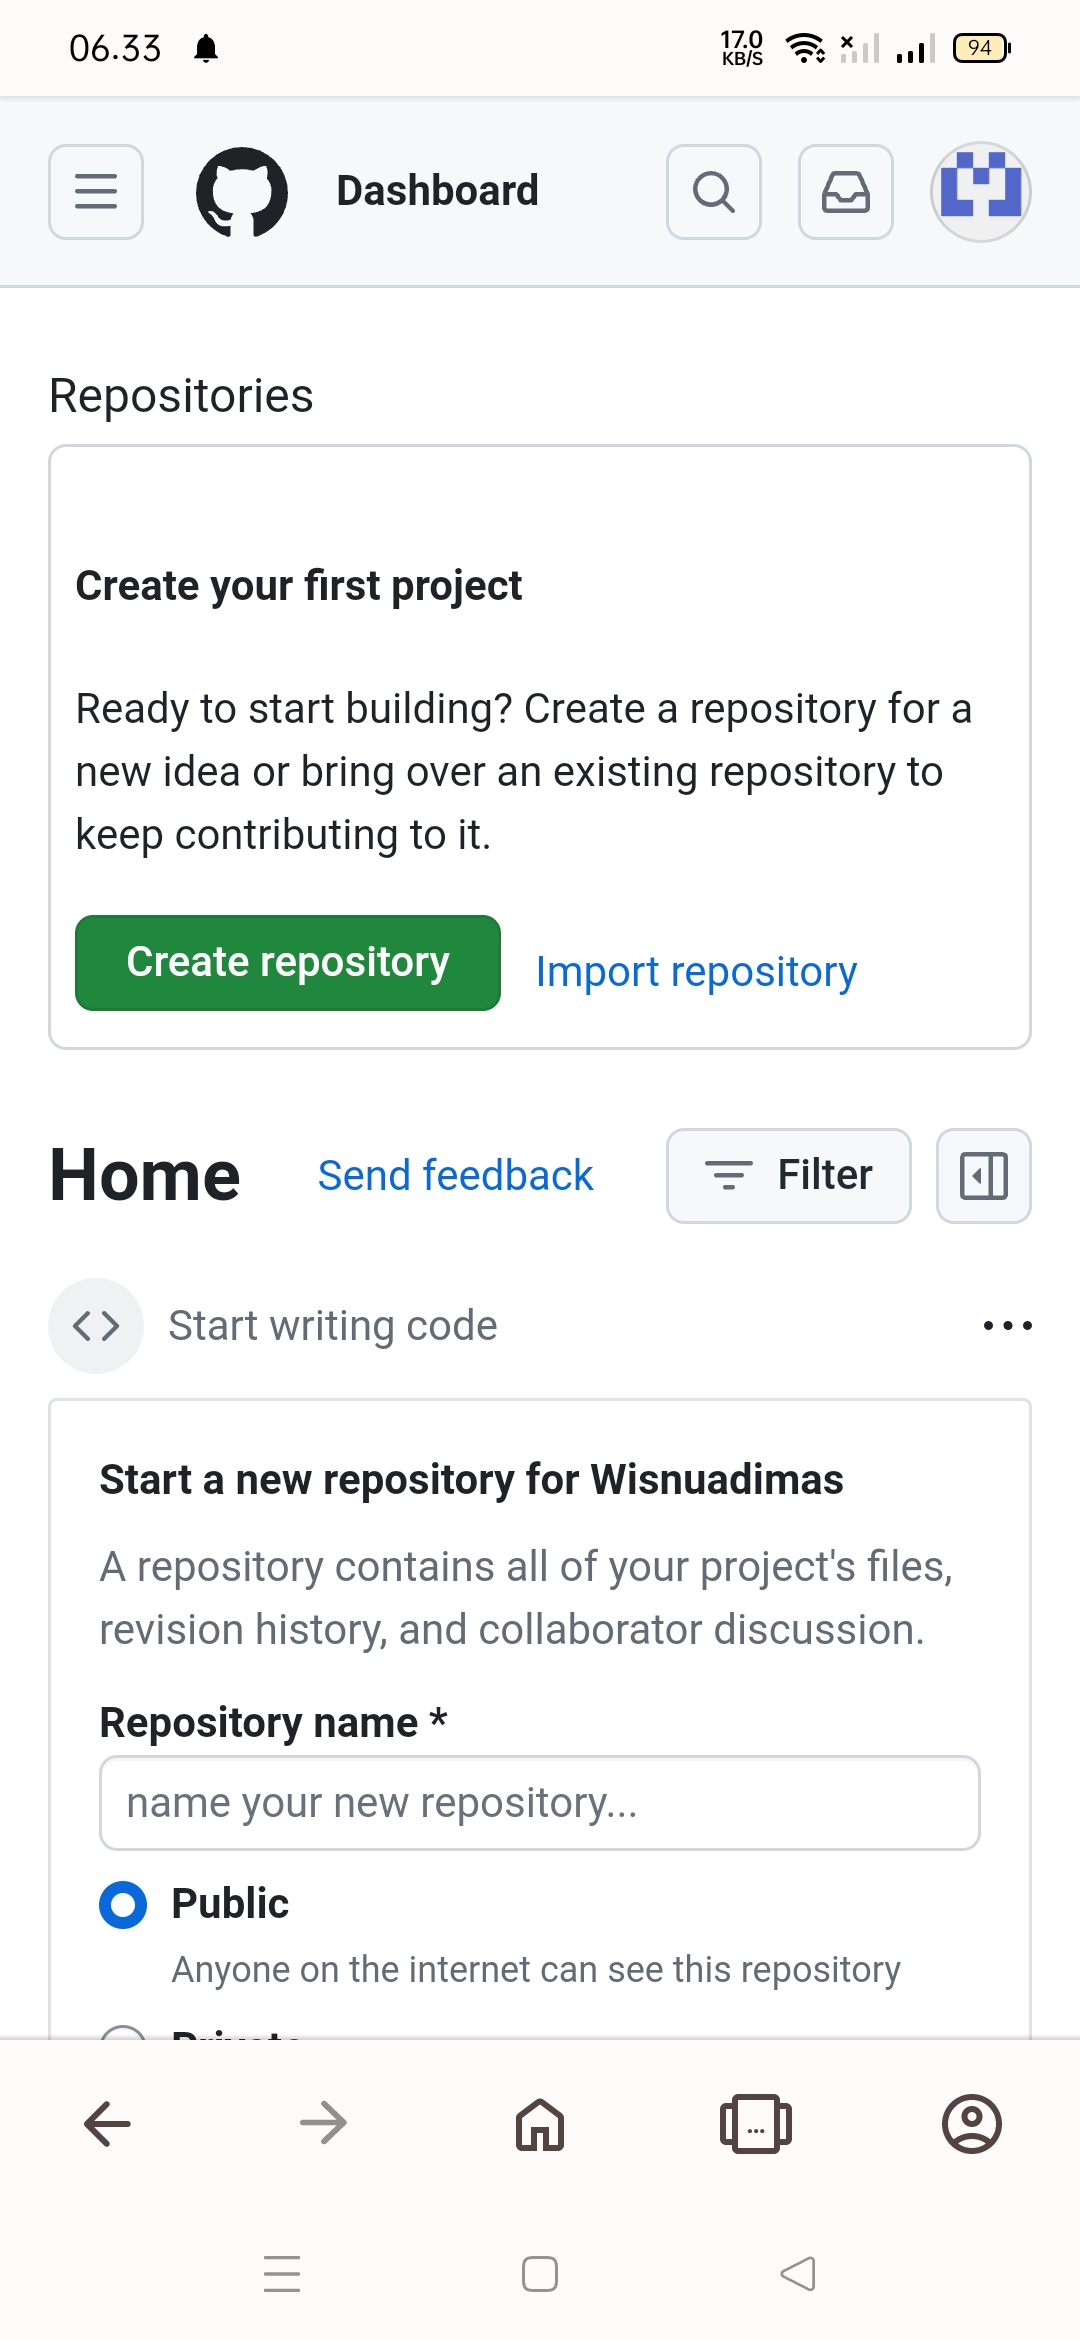 06.33
17.0
KB/S
94
Dashboard
Repositories
Create your first project
Ready to start building? Create a repository for a
new idea or bring over an existing repository to
keep contributing to it.
Create repository
Import repository
Home
Send feedback
Filter
Start writing code
Start a new repository for Wisnuadimas
A repository contains all of your project's files,
revision history, and collaborator discussion.
Repository name *
name your new repository...
Public
Anyone on the internet can see this repository
Private